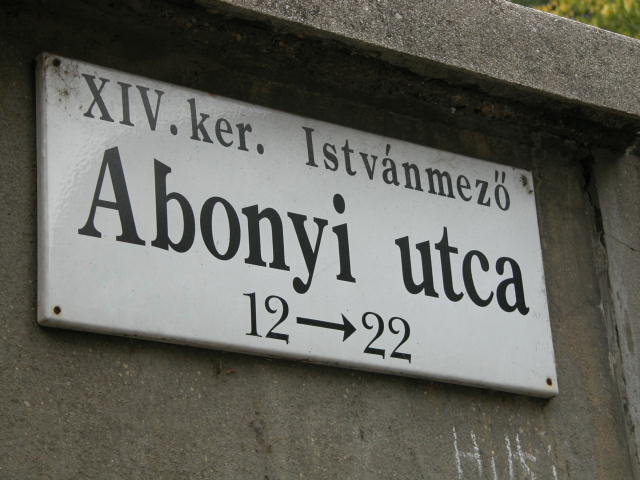 XIV. ker. Istvánmező
Abonyi utca
12→22